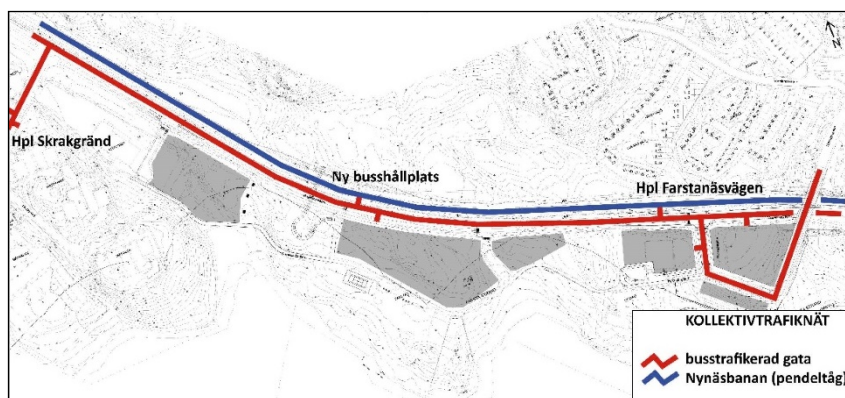 N
Hpl Skrakgränd
Ny busshållplats
Hpl Farstanäsvägen
KOLLEKTIVTRAFIKNÄT
busstrafikerad gata
Nynäsbanan (pendeltåg)